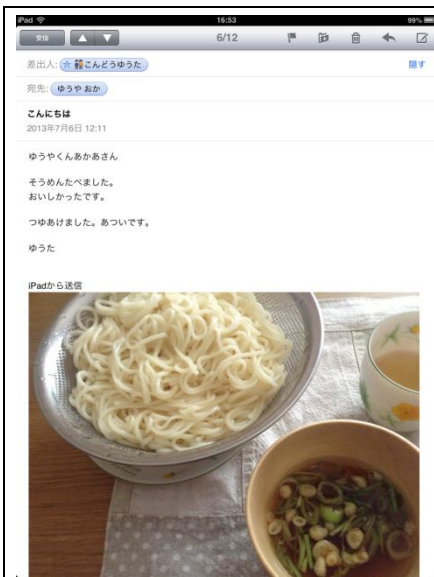 iPad 16:53 99%
受信 6/12
差出人: こんどうゆうた 隠す
宛先: ゆうや おか
こんにちは
2013年7月6日 12:11
ゆうやくんあかあさん
そうめんたべました。
おいしかったです。
つゆあけました。あついです。
ゆうた
iPadから送信